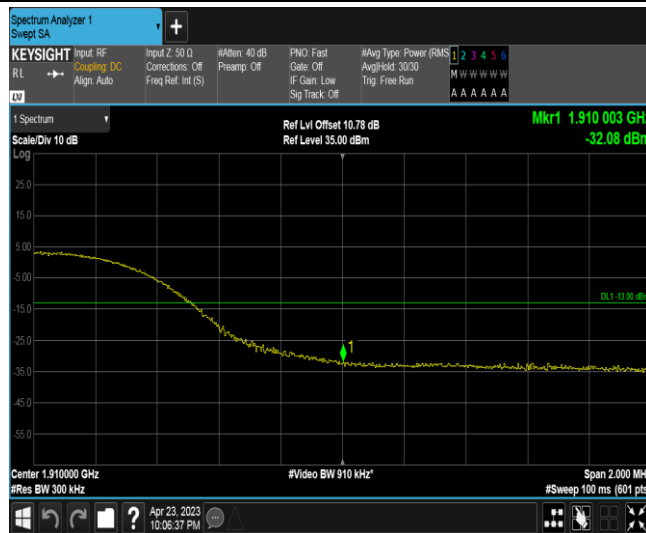 Spectrum Analyzer 1
Swept SA
+
KEYSIGHT
RL
LXI
Input: RF
Coupling: DC
Align: Auto
Input Z: 50 Ω
Corrections: Off
Freq Ref: Int (S)
#Atten: 40 dB
Preamp: Off
PNO: Fast
Gate: Off
IF Gain: Low
Sig Track: Off
#Avg Type: Power (RMS
Avg|Hold: 30/30
Trig: Free Run
1 2 3 4 5 6
M W W W W W
A A A A A A
1 Spectrum
Scale/Div 10 dB
Ref Lvl Offset 10.78 dB
Ref Level 35.00 dBm
Mkr1 1.910 003 GHz
-32.08 dBm
Log
25.0
15.0
5.00
-5.00
DL1 -13.00 dBm
-15.0
-25.0
1
-35.0
-45.0
-55.0
Center 1.910000 GHz
#Video BW 910 kHz*
Span 2.000 MH
#Res BW 300 kHz
#Sweep 100 ms (601 pts
?
Apr 23, 2023
10:06:37 PM